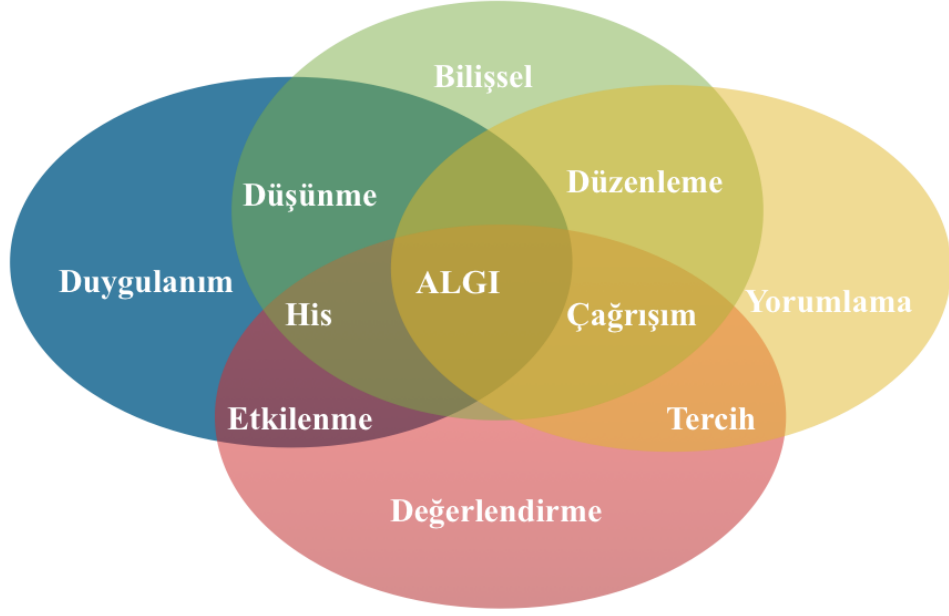 Bilişsel
Düşünme
Düzenleme
Duygulanım
His
ALGI
Çağrışım
Yorumlama
Etkilenme
Tercih
Değerlendirme